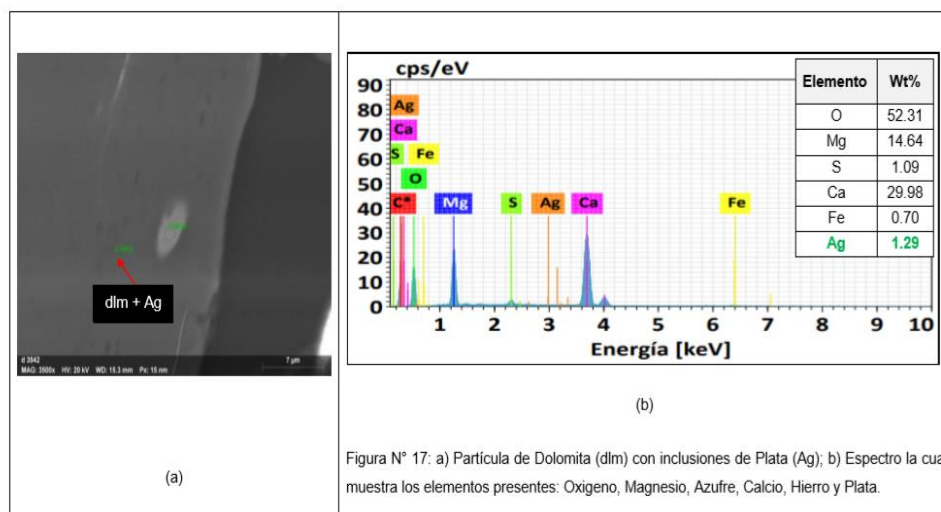 dlm + Ag
d 3542
MAG: 3500x HV: 20 kV WD: 15.3 mm Px: 15 nm
7 µm
(a)
cps/eV
90
80
70
60
50
40
30
20
10
0
Ag
Ca
S Fe
O
C* Mg S Ag Ca Fe
1 2 3 4 5 6 7 8 9 10
Energía [keV]
Elemento Wt%
O 52.31
Mg 14.64
S 1.09
Ca 29.98
Fe 0.70
Ag 1.29
(b)
Figura N° 17: a) Partícula de Dolomita (dlm) con inclusiones de Plata (Ag); b) Espectro la cua
muestra los elementos presentes: Oxigeno, Magnesio, Azufre, Calcio, Hierro y Plata.